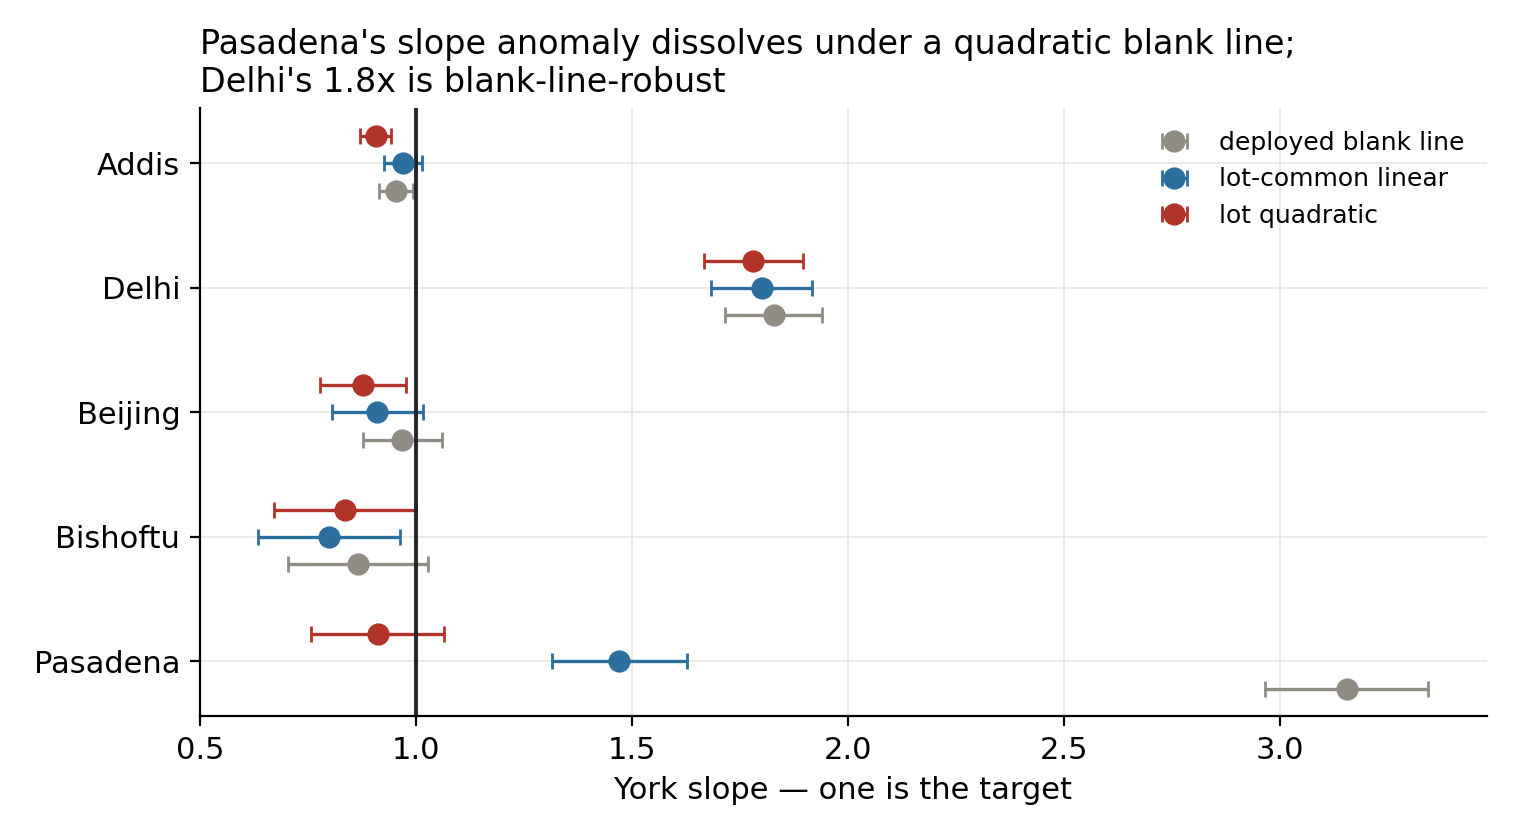 Pasadena's slope anomaly dissolves under a quadratic blank line;
Delhi's 1.8x is blank-line-robust
deployed blank line
lot-common linear
lot quadratic
Addis
Delhi
Beijing
Bishoftu
Pasadena
0.5 1.0 1.5 2.0 2.5 3.0
York slope — one is the target